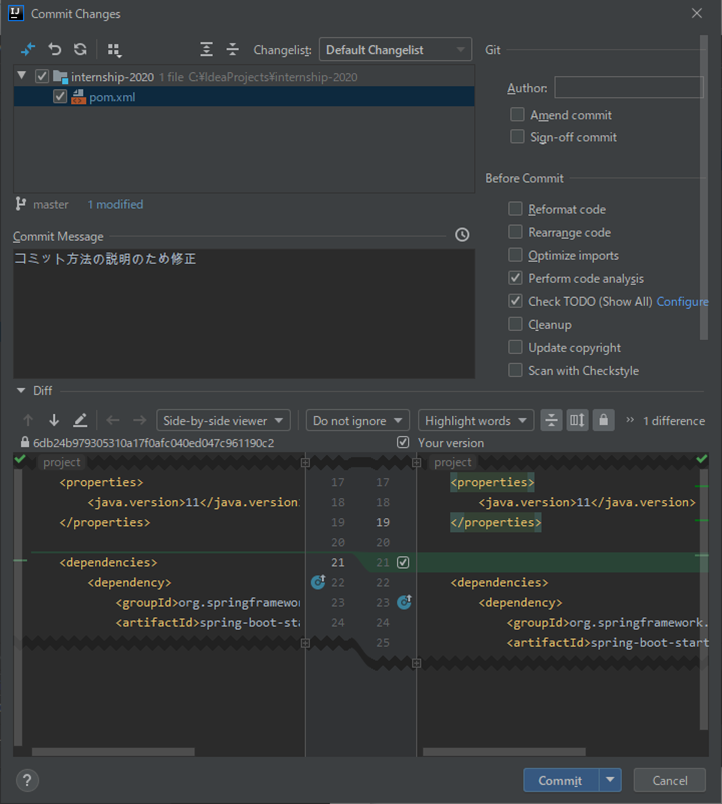 Commit Changes
Changelist: Default Changelist
Git
internship-2020 1 file C:¥IdeaProjects¥internship-2020
pom.xml
Author:
Amend commit
Sign-off commit
Before Commit
master 1 modified
Reformat code
Rearrange code
Optimize imports
Perform code analysis
Check TODO (Show All) Configure
Cleanup
Update copyright
Scan with Checkstyle
Commit Message
コミット方法の説明のため修正
Diff
Side-by-side viewer Do not ignore Highlight words 1 difference
6db24b979305310a17f0afc040ed047c961190c2 Your version
project project
<properties> 17 17 <properties>
<java.version>11</java.version> 18 18 <java.version>11</java.version>
</properties> 19 19 </properties>
20 20
<dependencies> 21 21
<dependency> 22 22 <dependencies>
<groupId>org.springframewor 23 23 <dependency>
<artifactId>spring-boot-sta 24 24 <groupId>org.springframework.
25 <artifactId>spring-boot-start
? Commit Cancel